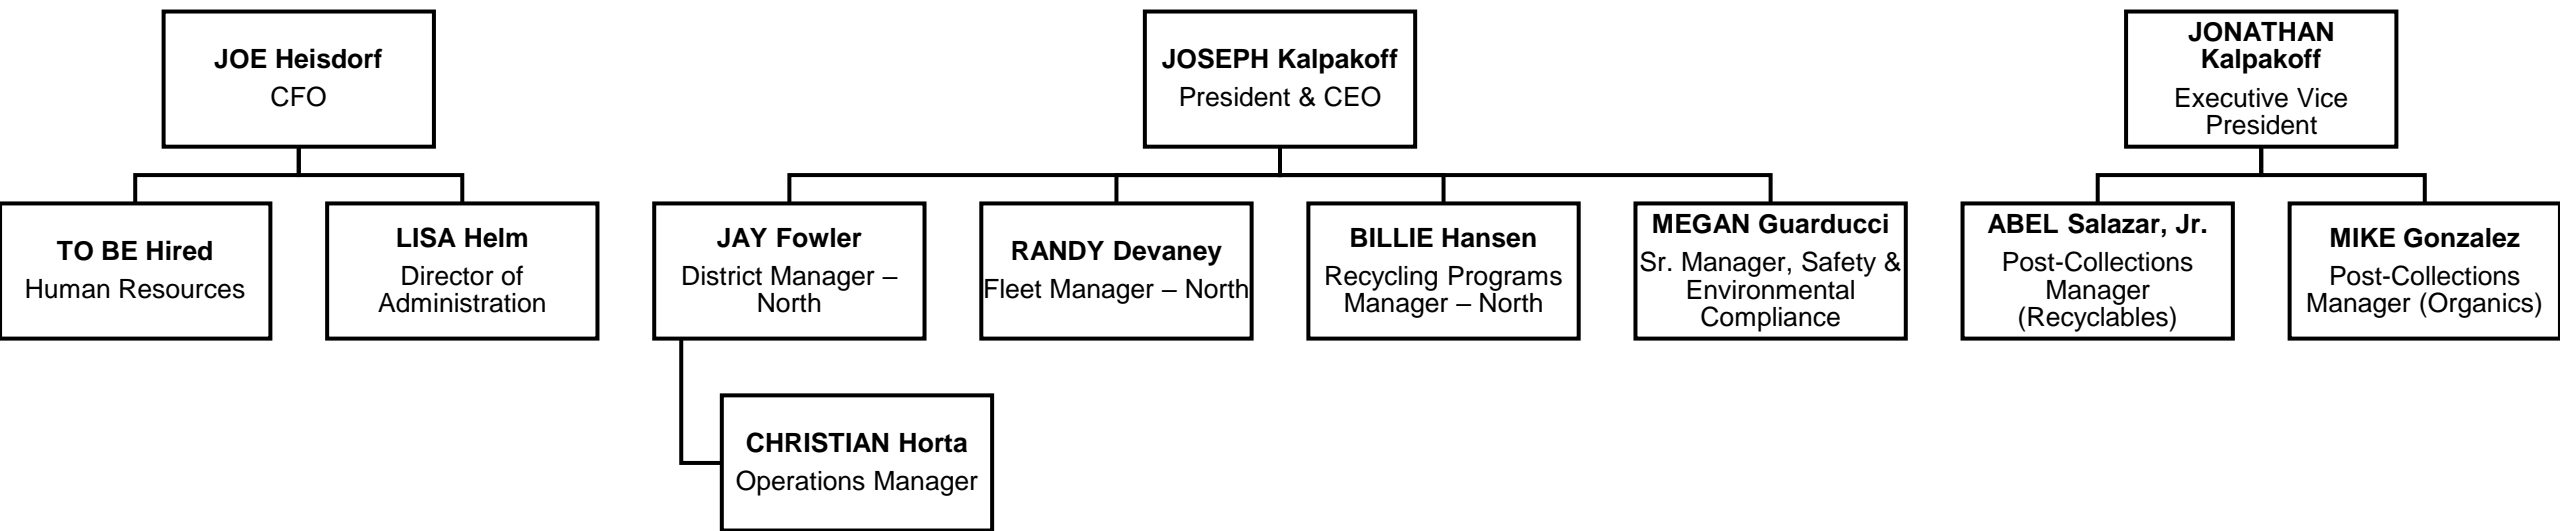 JOE Heisdorf
CFO
JOSEPH Kalpakoff
President & CEO
JONATHAN
Kalpakoff
Executive Vice
President
TO BE Hired
Human Resources
LISA Helm
Director of
Administration
JAY Fowler
District Manager –
North
RANDY Devaney
Fleet Manager – North
BILLIE Hansen
Recycling Programs
Manager – North
MEGAN Guarducci
Sr. Manager, Safety &
Environmental
Compliance
ABEL Salazar, Jr.
Post-Collections
Manager
(Recyclables)
MIKE Gonzalez
Post-Collections
Manager (Organics)
CHRISTIAN Horta
Operations Manager